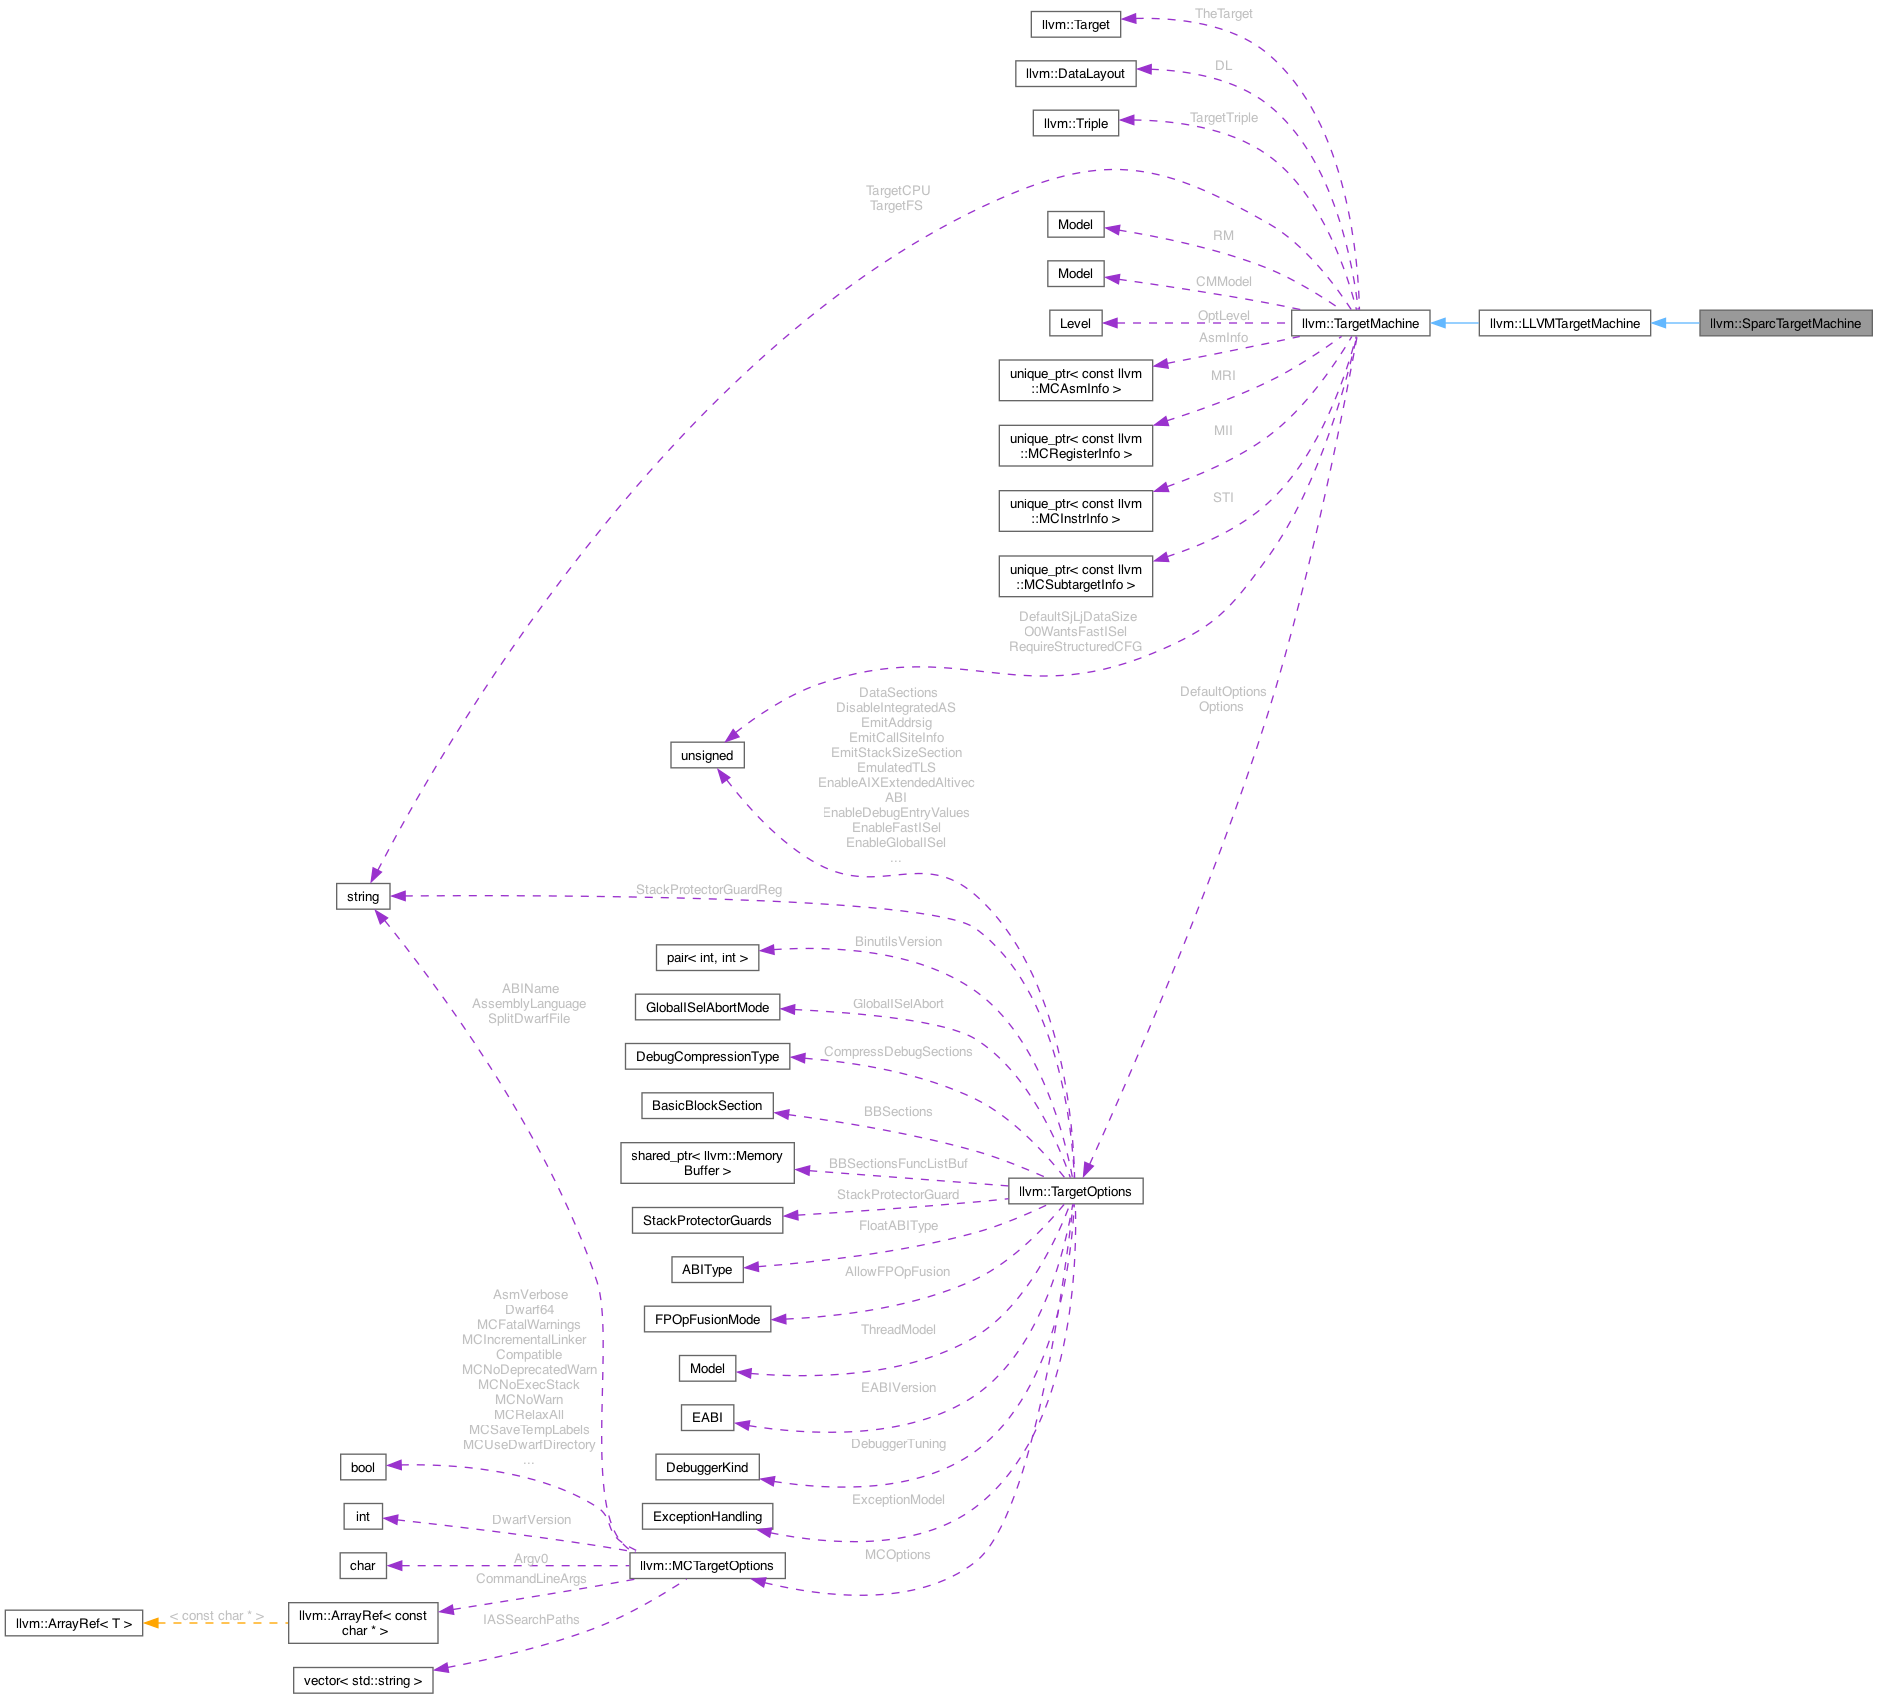 TheTarget
llvm::Target
DL
llvm::DataLayout
TargetTriple
llvm::Triple
TargetCPU
TargetFS
Model
RM
Model
CMModel
Level
OptLevel
llvm::TargetMachine
llvm::LLVMTargetMachine
llvm::SparcTargetMachine
AsmInfo
unique_ptr< const llvm
::MCAsmInfo >
MRI
unique_ptr< const llvm
::MCRegisterInfo >
MII
unique_ptr< const llvm
::MCInstrInfo >
STI
unique_ptr< const llvm
::MCSubtargetInfo >
DefaultSjLjDataSize
O0WantsFastISel
RequireStructuredCFG
DefaultOptions
Options
unsigned
DataSections
DisableIntegratedAS
EmitAddrsig
EmitCallSiteInfo
EmitStackSizeSection
EmulatedTLS
EnableAIXExtendedAltivec
ABI
EnableDebugEntryValues
EnableFastISel
EnableGlobalISel
...
string
StackProtectorGuardReg
BinutilsVersion
pair< int, int >
GlobalISelAbort
GlobalISelAbortMode
ABIName
AssemblyLanguage
SplitDwarfFile
CompressDebugSections
DebugCompressionType
BBSections
BasicBlockSection
shared_ptr< llvm::Memory
Buffer >
BBSectionsFuncListBuf
llvm::TargetOptions
StackProtectorGuard
StackProtectorGuards
FloatABIType
ABIType
AllowFPOpFusion
FPOpFusionMode
ThreadModel
Model
EABIVersion
EABI
DebuggerTuning
DebuggerKind
ExceptionModel
ExceptionHandling
MCOptions
AsmVerbose
Dwarf64
MCFatalWarnings
MCIncrementalLinker
Compatible
MCNoDeprecatedWarn
MCNoExecStack
MCNoWarn
MCRelaxAll
MCSaveTempLabels
MCUseDwarfDirectory
...
bool
int
DwarfVersion
char
Argv0
llvm::MCTargetOptions
CommandLineArgs
llvm::ArrayRef< T >
< const char * >
llvm::ArrayRef< const
char * >
IASSearchPaths
vector< std::string >